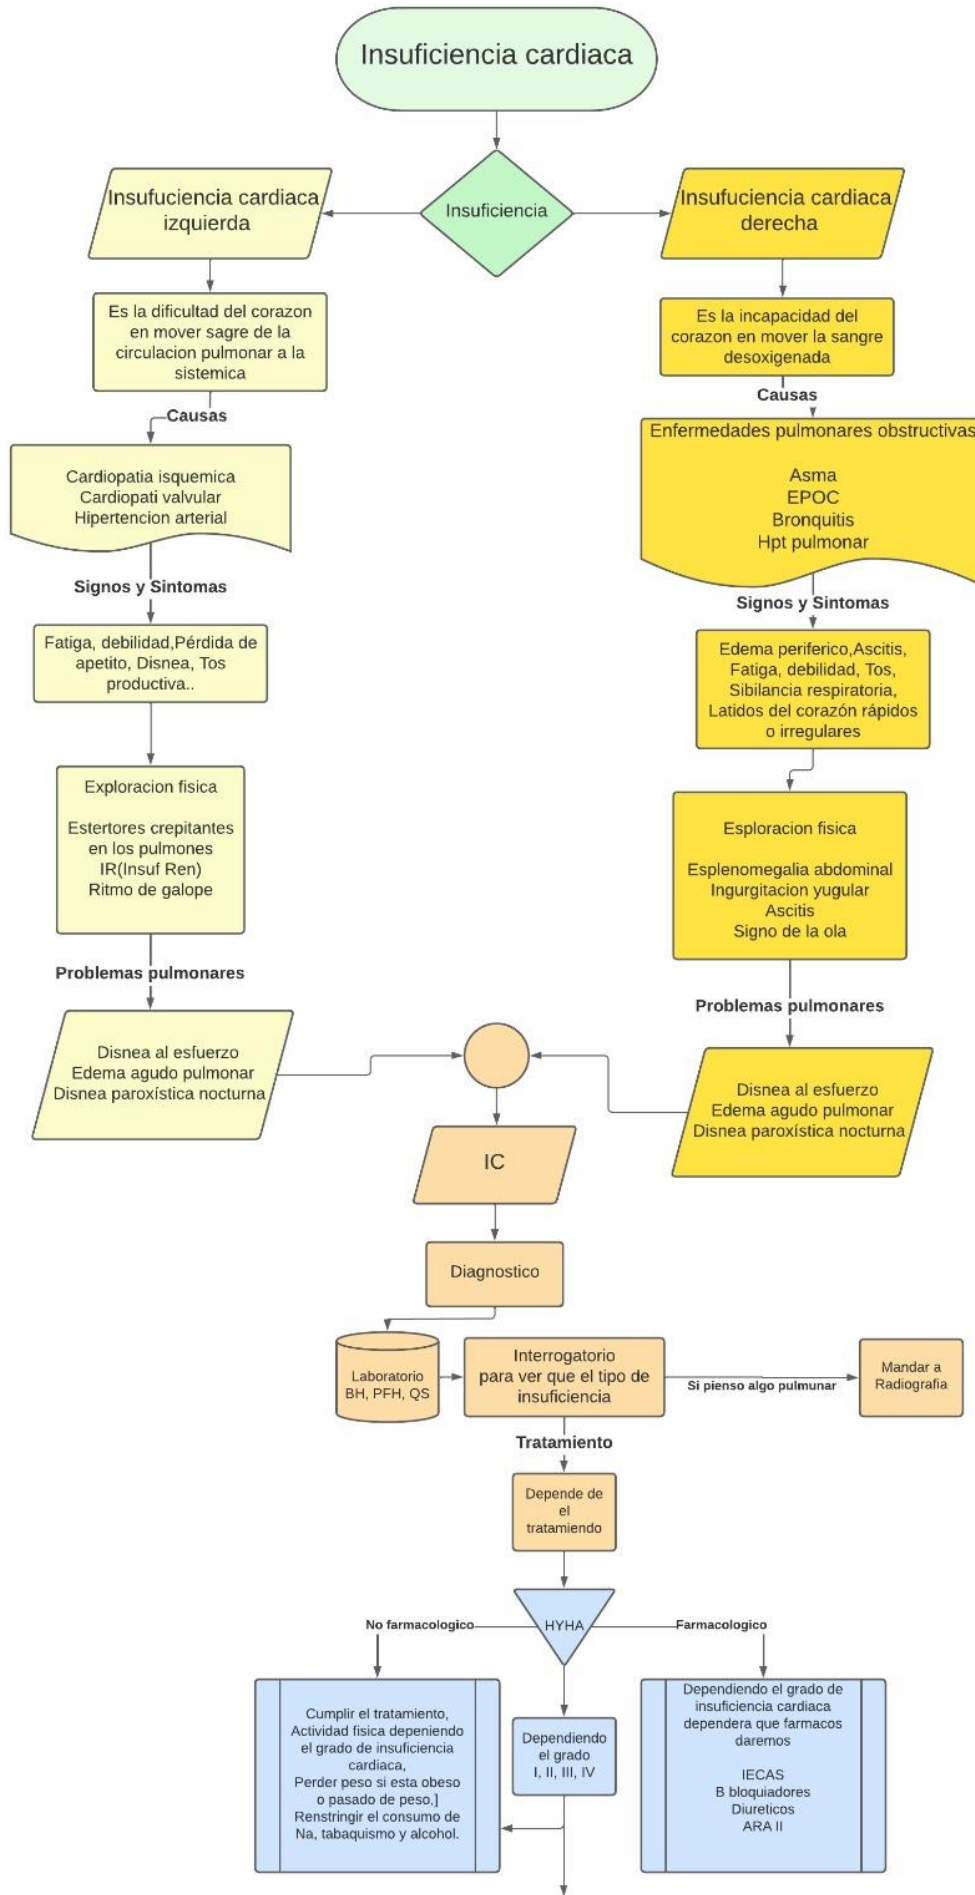 Insuficiencia cardiaca
Insuficiencia
Insufuciencia cardiaca
izquierda
Es la dificultad del corazon
en mover sagre de la
circulacion pulmonar a la
sistemica
Causas
Cardiopatia isquemica
Cardiopati valvular
Hipertencion arterial
Signos y Sintomas
Fatiga, debilidad,Pérdida de
apetito, Disnea, Tos
productiva..
Exploracion fisica
Estertores crepitantes
en los pulmones
IR(Insuf Ren)
Ritmo de galope
Problemas pulmonares
Disnea al esfuerzo
Edema agudo pulmonar
Disnea paroxística nocturna
Insufuciencia cardiaca
derecha
Es la incapacidad del
corazon en mover la sangre
desoxigenada
Causas
Enfermedades pulmonares obstructivas
Asma
EPOC
Bronquitis
Hpt pulmonar
Signos y Sintomas
Edema periferico,Ascitis,
Fatiga, debilidad, Tos,
Sibilancia respiratoria,
Latidos del corazón rápidos
o irregulares
Esploracion fisica
Esplenomegalia abdominal
Ingurgitacion yugular
Ascitis
Signo de la ola
Problemas pulmonares
Disnea al esfuerzo
Edema agudo pulmonar
Disnea paroxística nocturna
IC
Diagnostico
Laboratorio
BH, PFH, QS
Interrogatorio
para ver que el tipo de
insuficiencia
Si pienso algo pulmunar
Mandar a
Radiografia
Tratamiento
Depende de
el
tratamiendo
HYHA
No farmacologico
Farmacologico
Cumplir el tratamiento,
Actividad fisica depeniendo
el grado de insuficiencia
cardiaca,
Perder peso si esta obeso
o pasado de peso,]
Renstringir el consumo de
Na, tabaquismo y alcohol.
Dependiendo
el grado
I, II, III, IV
Dependiendo el grado de
insuficiencia cardiaca
dependera que farmacos
daremos
IECAS
B bloquiadores
Diureticos
ARA II